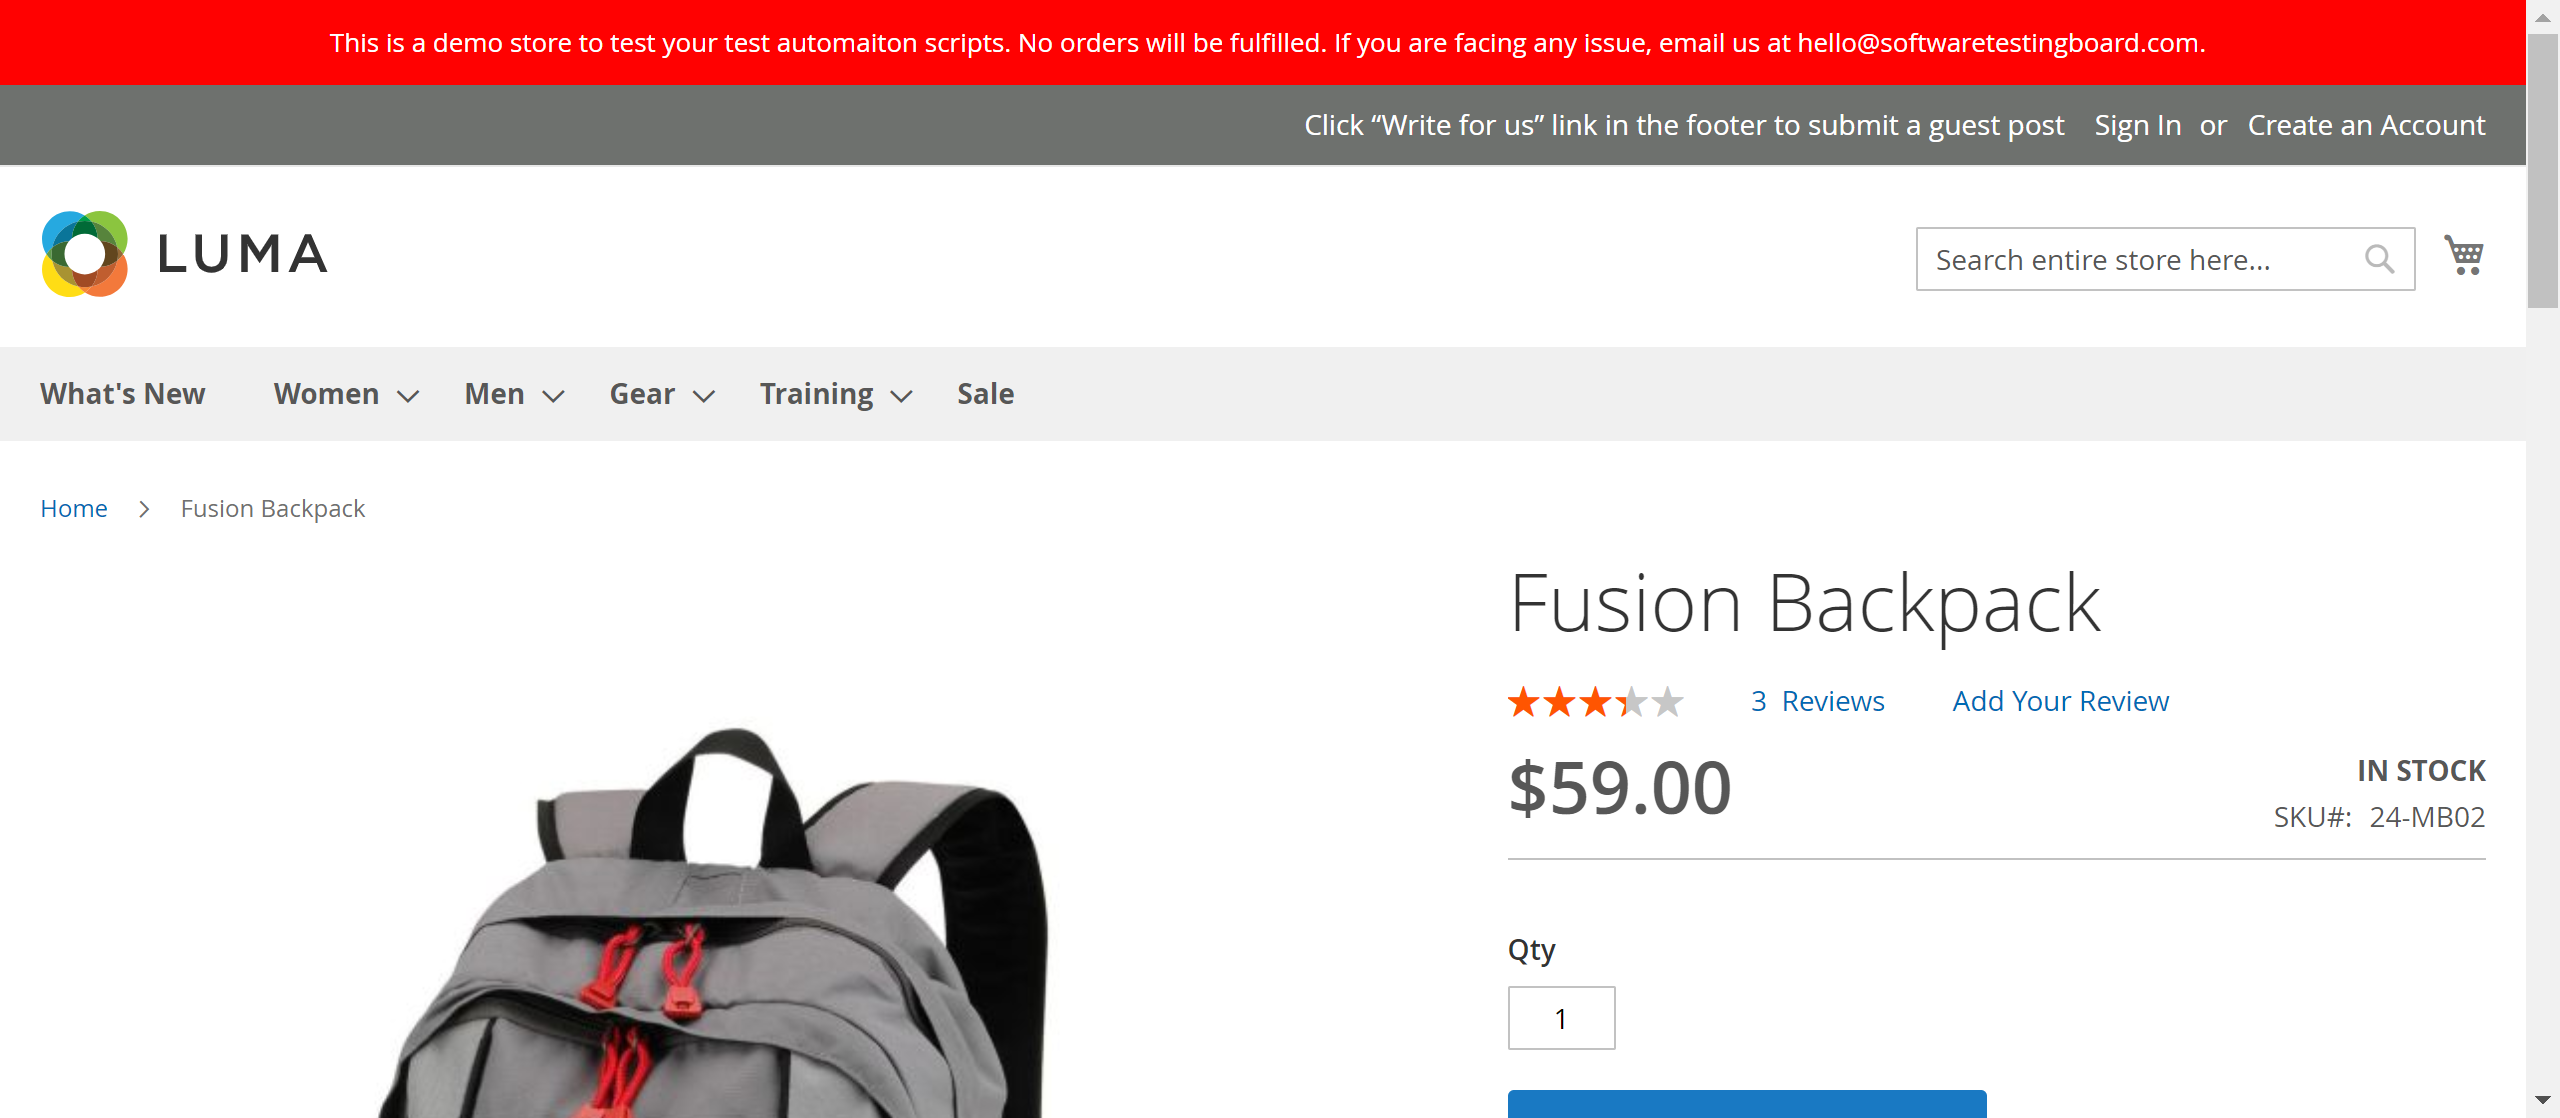 This is a demo store to test your test automaiton scripts. No orders will be fulfilled. If you are facing any issue, email us at hello@softwaretestingboard.com.
Click “Write for us” link in the footer to submit a guest post Sign In or Create an Account
LUMA
Search entire store here...
What's New Women Men Gear Training Sale
Home Fusion Backpack
Fusion Backpack
3 Reviews Add Your Review
$59.00
IN STOCK
SKU#: 24-MB02
Qty
1